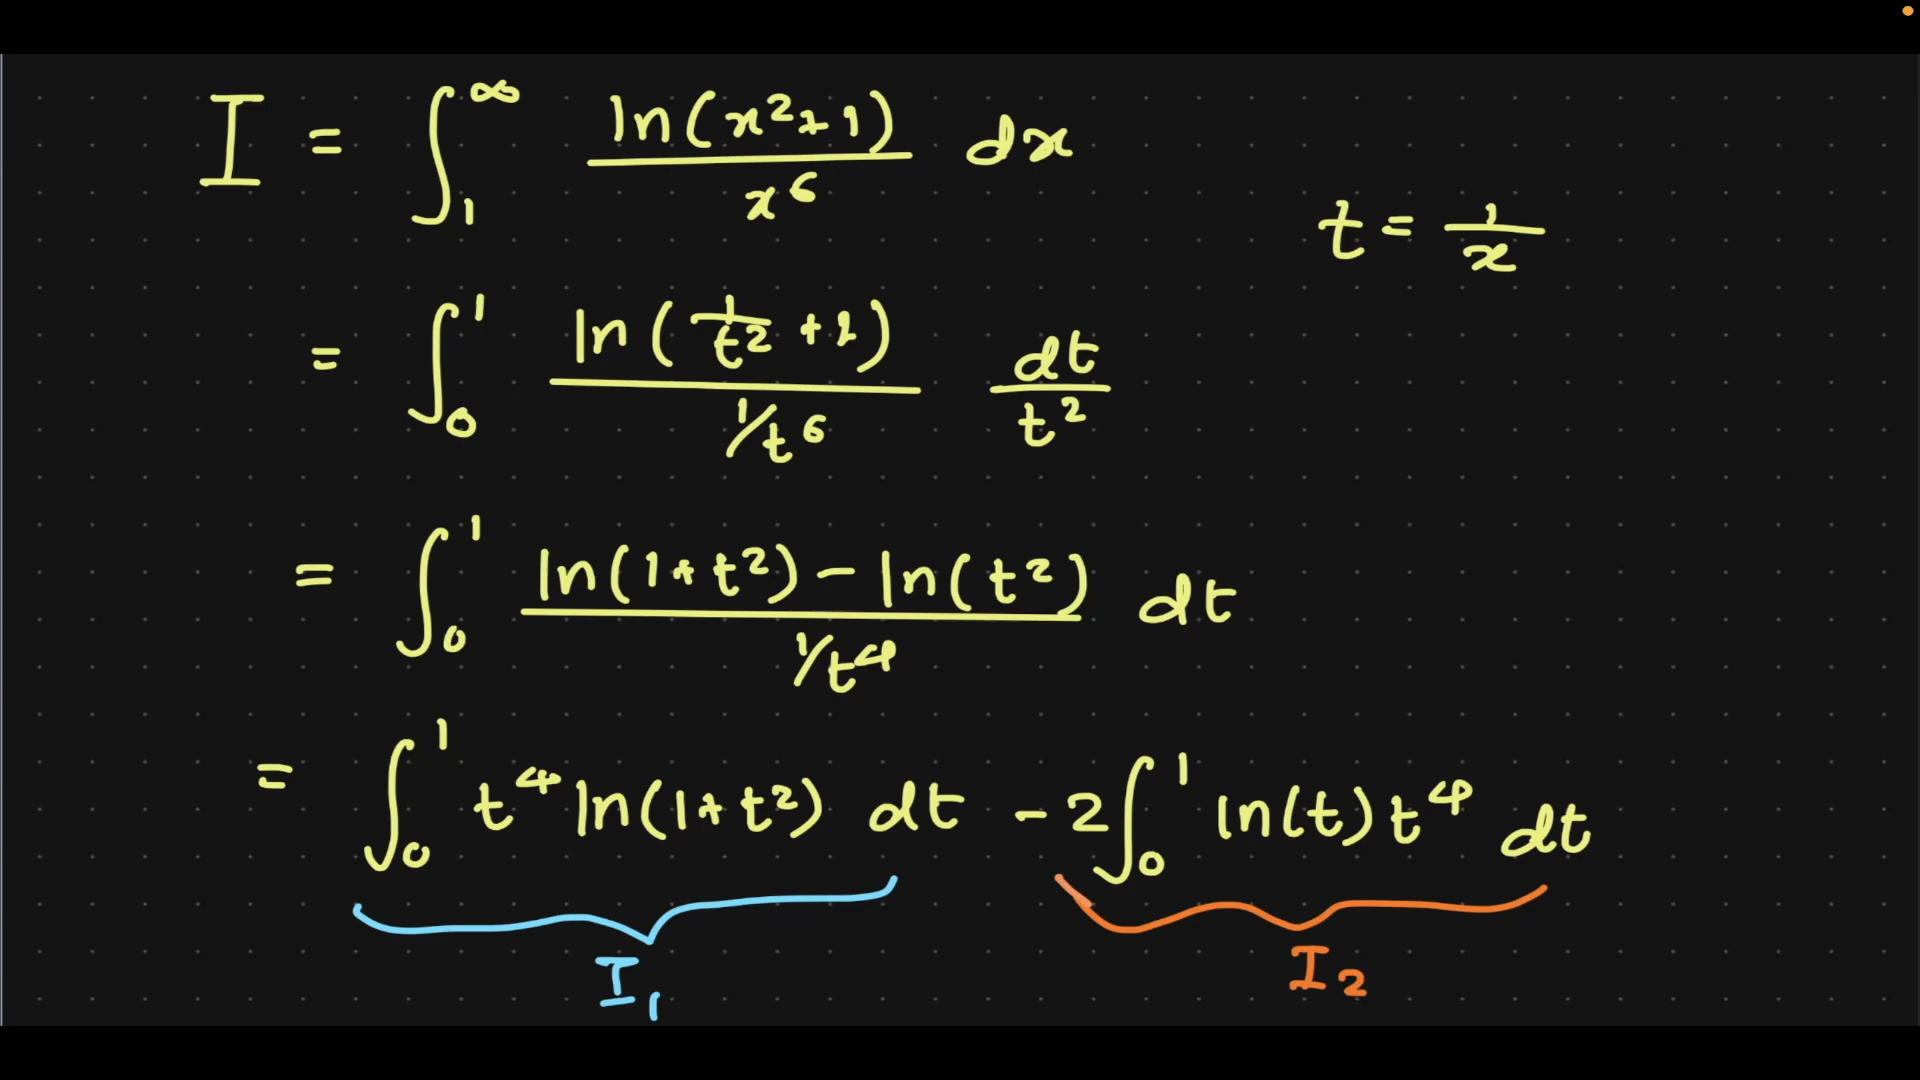 I = ∫₁^∞ ln(x²+1)/x⁶ dx
t = 1/x
= ∫₀¹ ln(1/t² + 1)/(1/t⁶) dt/t²
= ∫₀¹ (ln(1+t²) − ln(t²))/(1/t⁴) dt
= ∫₀¹ t⁴ ln(1+t²) dt − 2∫₀¹ ln(t) t⁴ dt
I₁ I₂